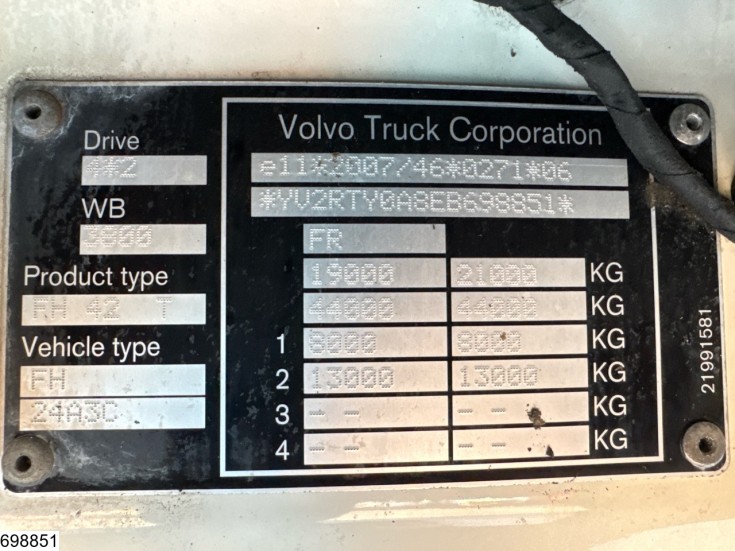 Drive
4*2
WB
3800
Product type
FH 42 T
Vehicle type
FH
Z4A3C
Volvo Truck Corporation
e11*2007/46*0271*06
*YV2RTY0A8EB698851*
FR
19000 21000 KG
44000 44000 KG
1 8000 8000 KG
2 13000 13000 KG
3 -- -- KG
4 -- -- KG
21991581
698851